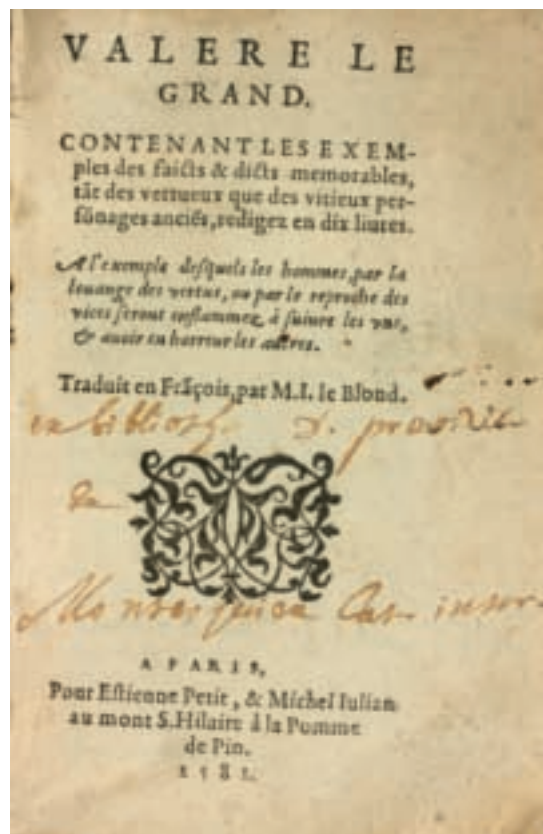 VALERE LE
GRAND.
CONTENANT LES EXEM-
ples des faicts & dicts memorables,
tãt des vertueux que des vitieux per-
sõnages anciẽs, redigez en dix liures.
A l'exemple desquels les hommes, par la
louange des vertus, ou par le reproche des
vices seront enflammez à suiure les vns,
& auoir en horreur les autres.
Traduit en Frãçois, par M.I. le Blond.
A PARIS,
Pour Estienne Petit, & Michel Iulian
au mont S.Hilaire à la Pomme
de Pin.